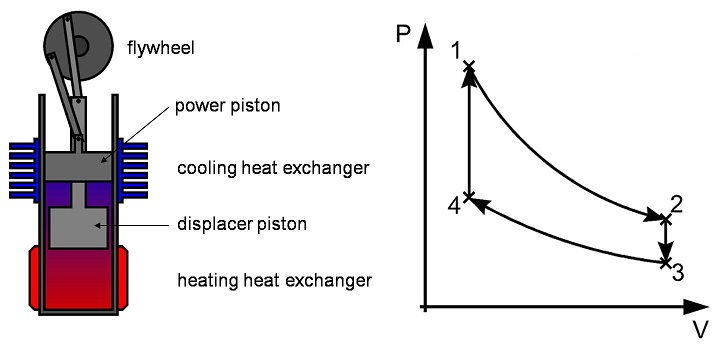 flywheel
power piston
cooling heat exchanger
displacer piston
heating heat exchanger
P
1
2
4
3
V